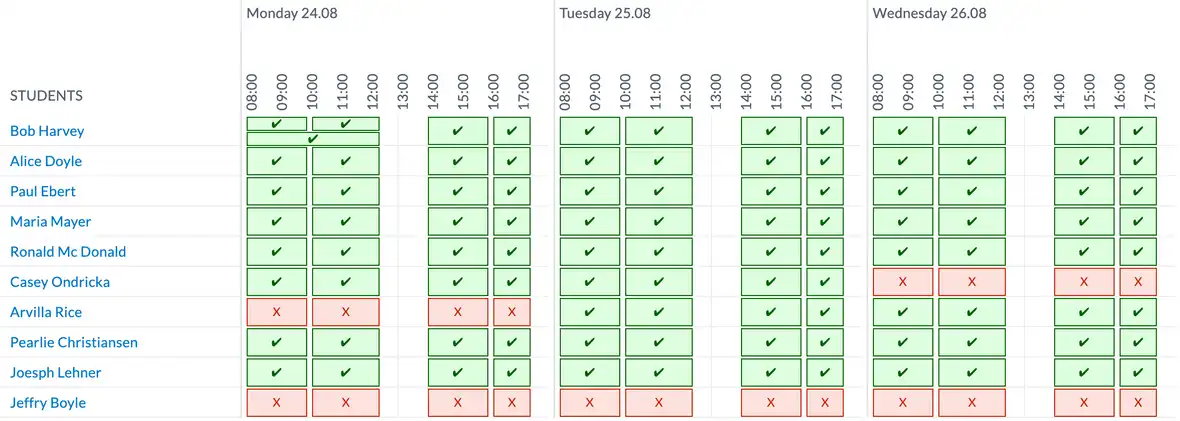 Monday 24.08 Tuesday 25.08 Wednesday 26.08
STUDENTS 08:00 09:00 10:00 11:00 12:00 13:00 14:00 15:00 16:00 17:00 08:00 09:00 10:00 11:00 12:00 13:00 14:00 15:00 16:00 17:00 08:00 09:00 10:00 11:00 12:00 13:00 14:00 15:00 16:00 17:00
Bob Harvey ✔ ✔ ✔ ✔ ✔ ✔ ✔ ✔ ✔ ✔ ✔ ✔
✔
Alice Doyle ✔ ✔ ✔ ✔ ✔ ✔ ✔ ✔ ✔ ✔ ✔ ✔
Paul Ebert ✔ ✔ ✔ ✔ ✔ ✔ ✔ ✔ ✔ ✔ ✔ ✔
Maria Mayer ✔ ✔ ✔ ✔ ✔ ✔ ✔ ✔ ✔ ✔ ✔ ✔
Ronald Mc Donald ✔ ✔ ✔ ✔ ✔ ✔ ✔ ✔ ✔ ✔ ✔ ✔
Casey Ondricka ✔ ✔ ✔ ✔ ✔ ✔ ✔ ✔ X X X X
Arvilla Rice X X X X ✔ ✔ ✔ ✔ ✔ ✔ ✔ ✔
Pearlie Christiansen ✔ ✔ ✔ ✔ ✔ ✔ ✔ ✔ ✔ ✔ ✔ ✔
Joesph Lehner ✔ ✔ ✔ ✔ ✔ ✔ ✔ ✔ ✔ ✔ ✔ ✔
Jeffry Boyle X X X X X X X X X X X X